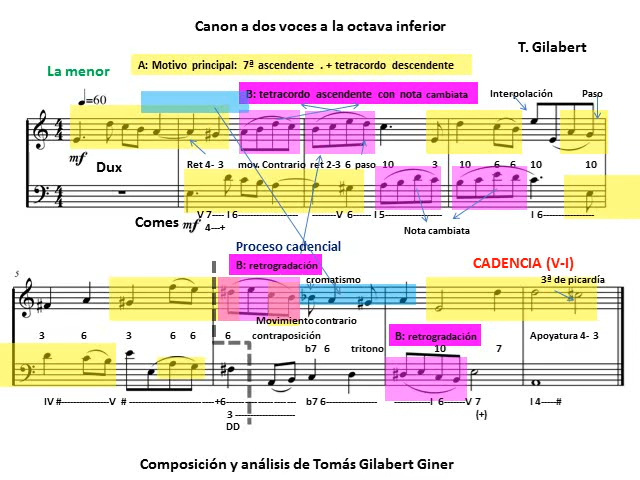 Canon a dos voces a la octava inferior
T. Gilabert
La menor
A: Motivo principal: 7ª ascendente . + tetracordo descendente
=60
B: tetracordo ascendente con nota cambiata
Interpolación
Paso
mf
Dux
Ret 4- 3 mov. Contrario ret 2-3 6 paso 10 3 10 6 6 10 10
Comes mf
V 7---- I 6-------------------V 6---- I 5----------------
I 6----------------
4---+
Nota cambiata
Proceso cadencial
B: retrogradación
CADENCIA (V-I)
5
cromatismo
3ª de picardía
Movimiento contrario
3 6 3 6 6 contraposición
B: retrogradación
Apoyatura 4- 3
b7 6 tritono
10 7
IV #--------------V # ------------------------+6--------------------- b7 6-------------
------------I 6------V 7
I 4-----#
3 ------------------
(+)
DD
Composición y análisis de Tomás Gilabert Giner